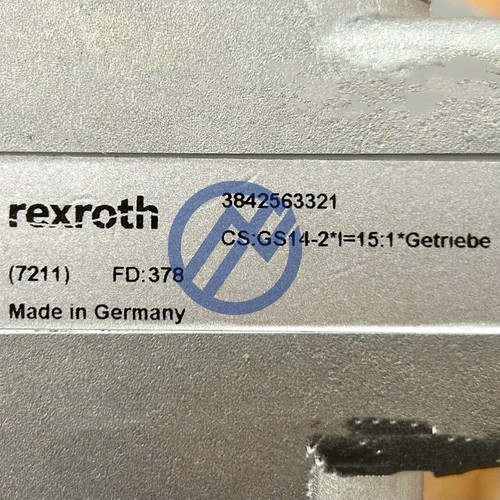 rexroth
3842563321
CS:GS14-2*I=15:1*Getriebe
(7211) FD:378
Made in Germany